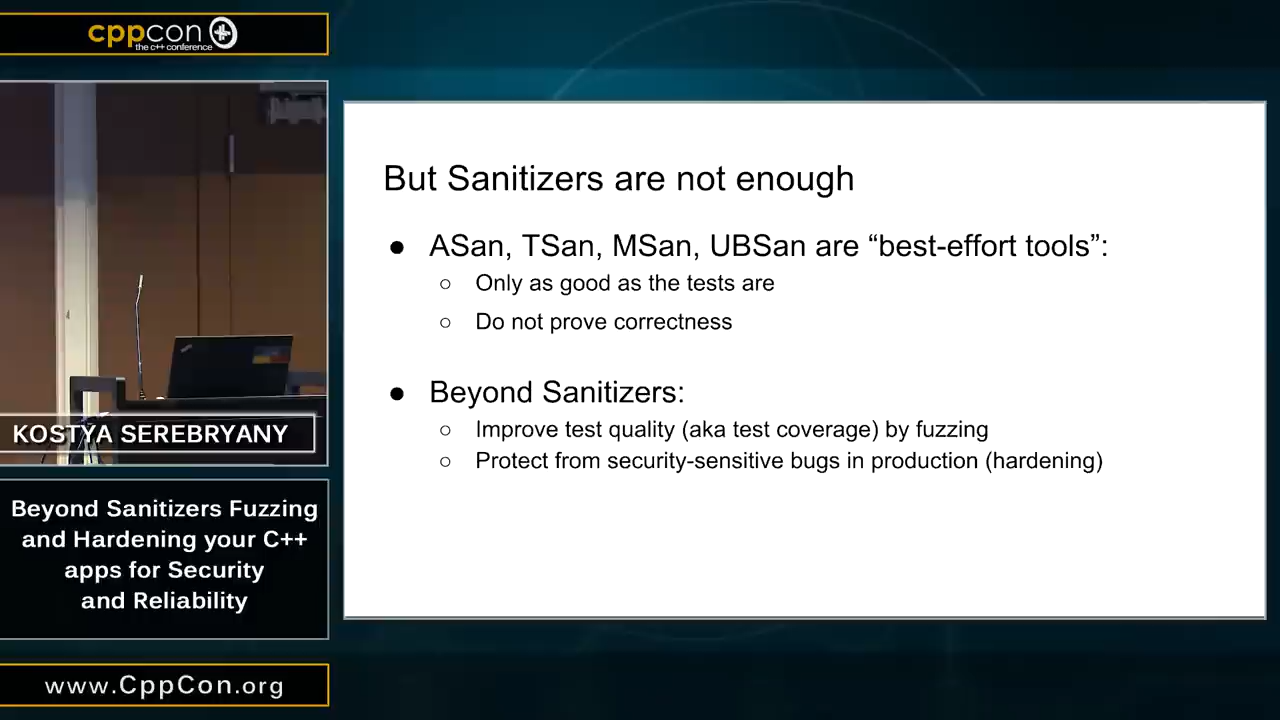 cppcon
the c++ conference
KOSTYA SEREBRYANY
Beyond Sanitizers Fuzzing
and Hardening your C++
apps for Security
and Reliability
www.CppCon.org
But Sanitizers are not enough
● ASan, TSan, MSan, UBSan are “best-effort tools”:
○ Only as good as the tests are
○ Do not prove correctness
● Beyond Sanitizers:
○ Improve test quality (aka test coverage) by fuzzing
○ Protect from security-sensitive bugs in production (hardening)